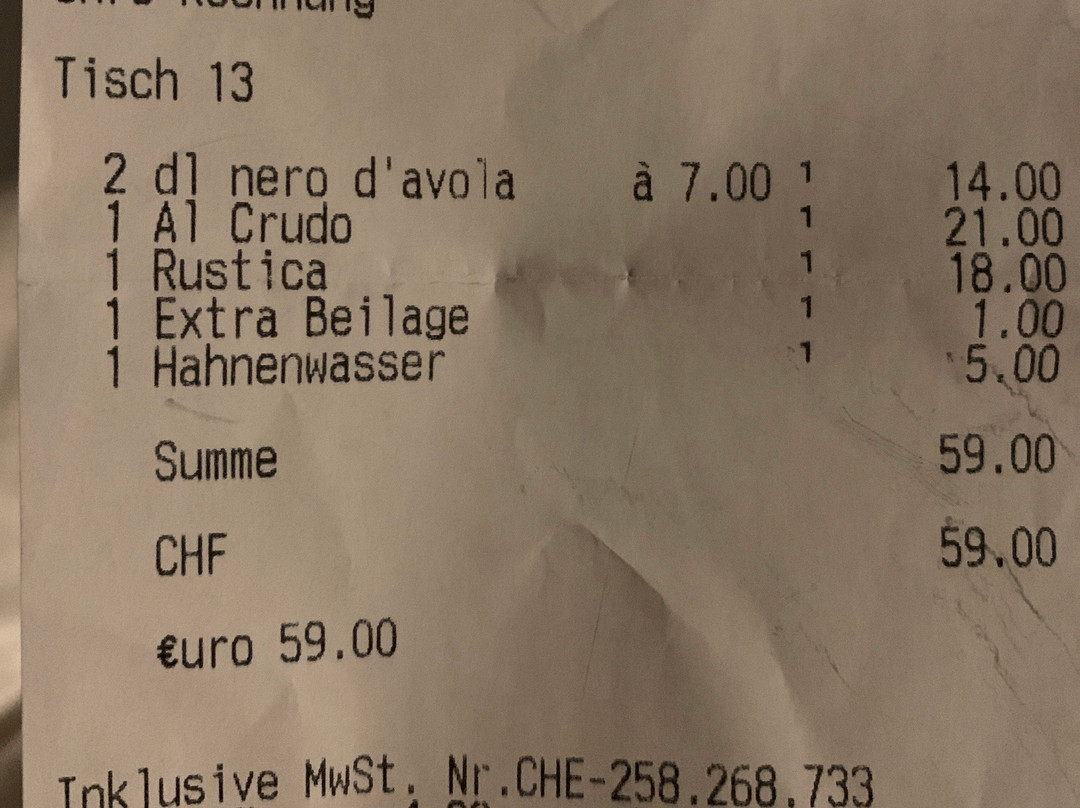 Rechnung
Tisch 13
2 dl nero d'avola à 7.00 1 14.00
1 Al Crudo 1 21.00
1 Rustica 1 18.00
1 Extra Beilage 1 1.00
1 Hahnenwasser 1 5.00
Summe 59.00
CHF 59.00
€uro 59.00
Inklusive MwSt. Nr.CHE-258.268.733